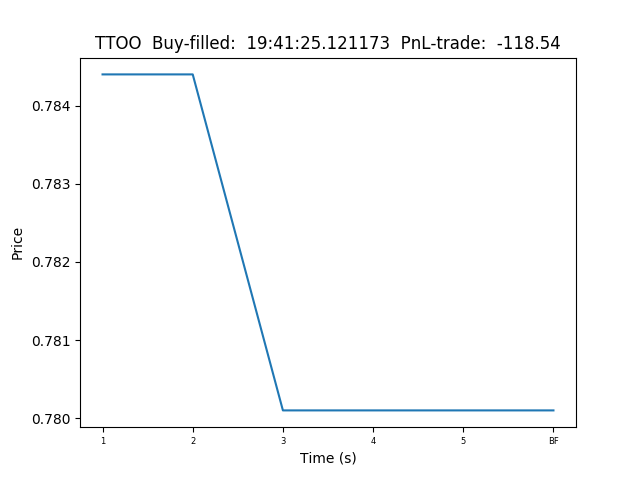 TTOO  Buy-filled:  19:41:25.121173  PnL-trade:  -118.54
Price
0.784
0.783
0.782
0.781
0.780
1 2 3 4 5 BF
Time (s)